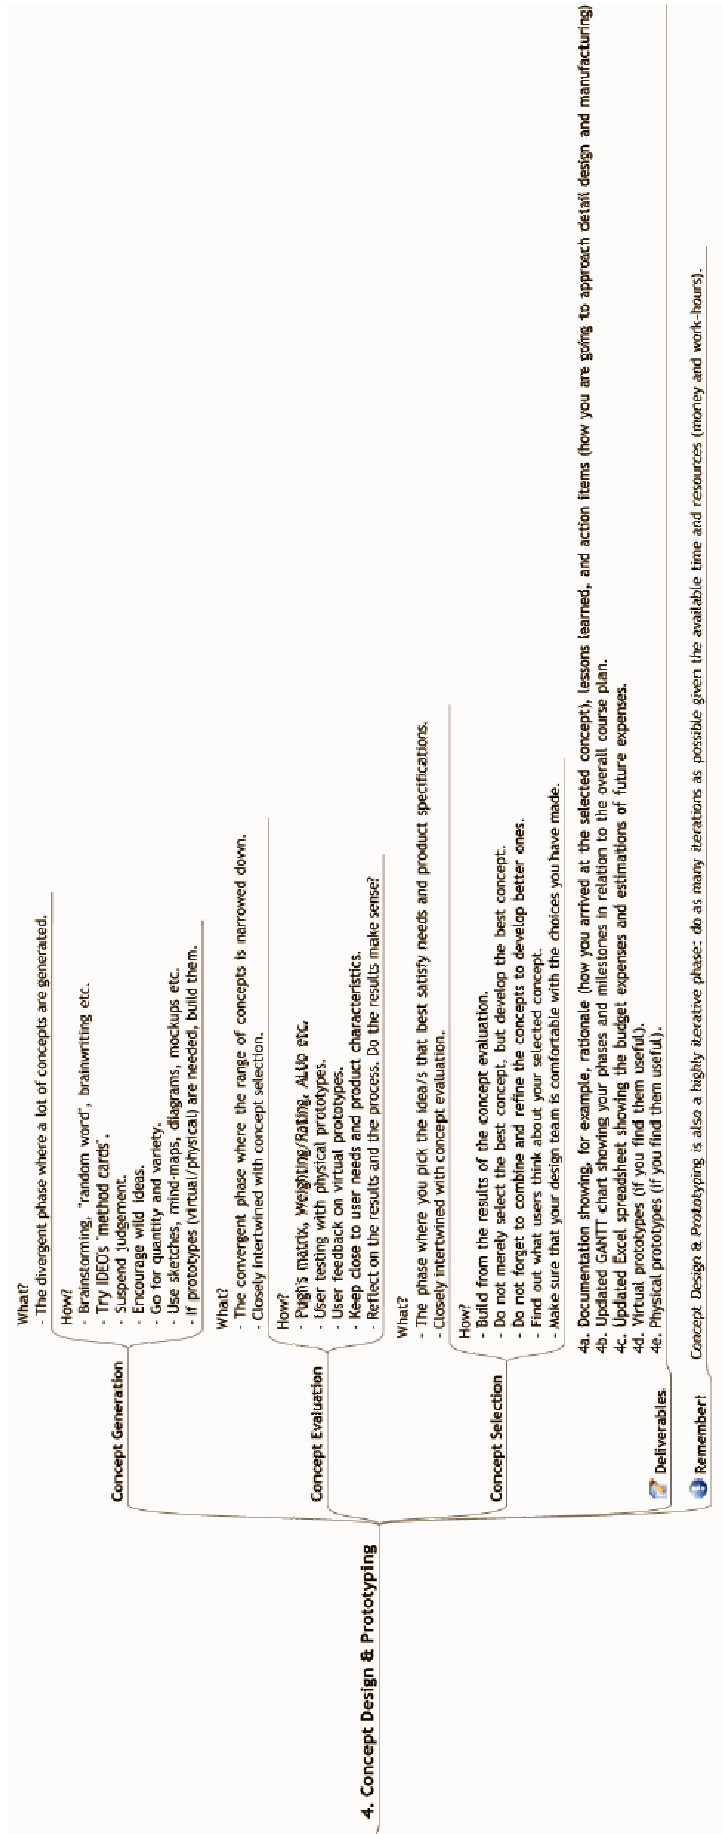 4. Concept Design & Prototyping
Concept Generation
What?
- The divergent phase where a lot of concepts are generated.
How?
- Brainstorming, "random word", brainwriting etc.
- Try IDEO's "method cards".
- Suspend judgement.
- Encourage wild ideas.
- Go for quantity and variety.
- Use sketches, mind-maps, diagrams, mockups etc.
- If prototypes (virtual/physical) are needed, build them.
Concept Evaluation
What?
- The convergent phase where the range of concepts is narrowed down.
- Closely intertwined with concept selection.
How?
- Pugh's matrix, Weighting/Rating, ALUo etc.
- User testing with physical prototypes.
- User feedback on virtual prototypes.
- Keep close to user needs and product characteristics.
- Reflect on the results and the process. Do the results make sense?
Concept Selection
What?
- The phase where you pick the idea/s that best satisfy needs and product specifications.
- Closely intertwined with concept evaluation.
How?
- Build from the results of the concept evaluation.
- Do not merely select the best concept, but develop the best concept.
- Do not forget to combine and refine the concepts to develop better ones.
- Find out what users think about your selected concept.
- Make sure that your design team is comfortable with the choices you have made.
Deliverables
4a. Documentation showing, for example, rationale (how you arrived at the selected concept), lessons learned, and action items (how you are going to approach detail design and manufacturing)
4b. Updated GANTT chart showing your phases and milestones in relation to the overall course plan.
4c. Updated Excel spreadsheet showing the budget expenses and estimations of future expenses.
4d. Virtual prototypes (if you find them useful).
4e. Physical prototypes (if you find them useful).
Remember!
Concept Design & Prototyping is also a highly iterative phase: do as many iterations as possible given the available time and resources (money and work-hours).